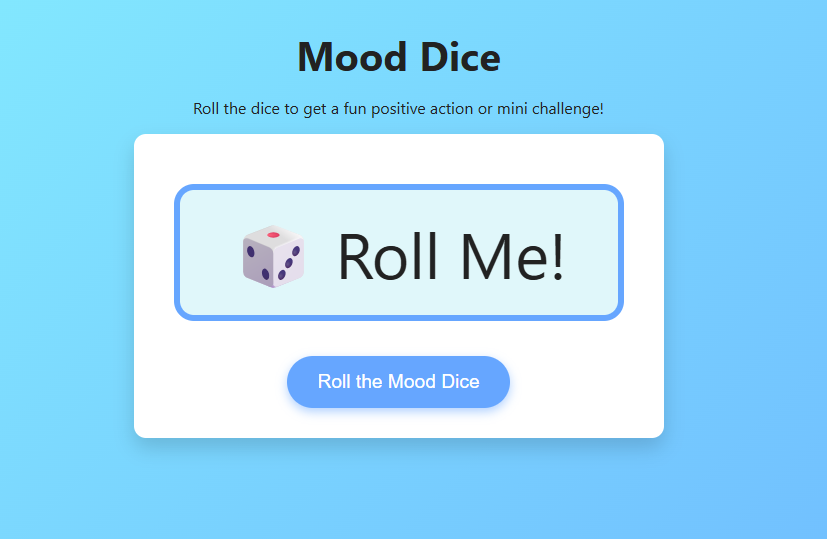 Mood Dice
Roll the dice to get a fun positive action or mini challenge!
🎲 Roll Me!
Roll the Mood Dice